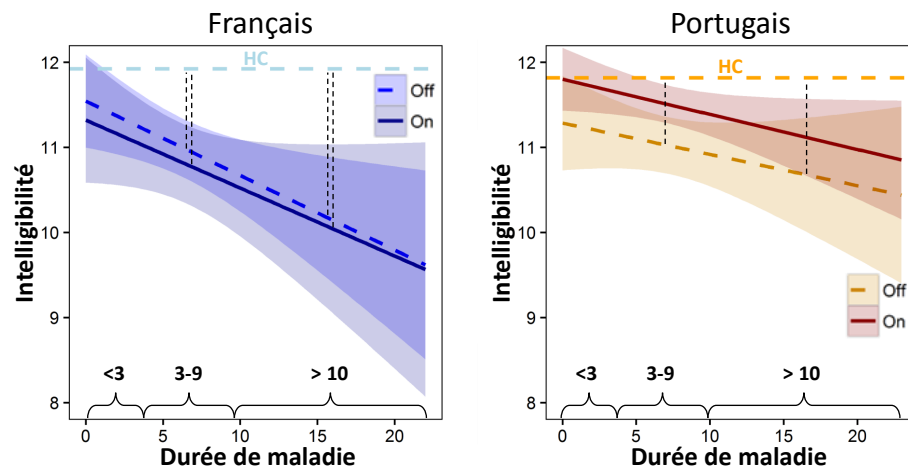 Français
Intelligibilité
12
11
10
9
8
HC
Off
On
<3
3-9
> 10
0
5
10
15
20
Durée de maladie
Portugais
Intelligibilité
12
11
10
9
8
HC
Off
On
<3
3-9
> 10
0
5
10
15
20
Durée de maladie